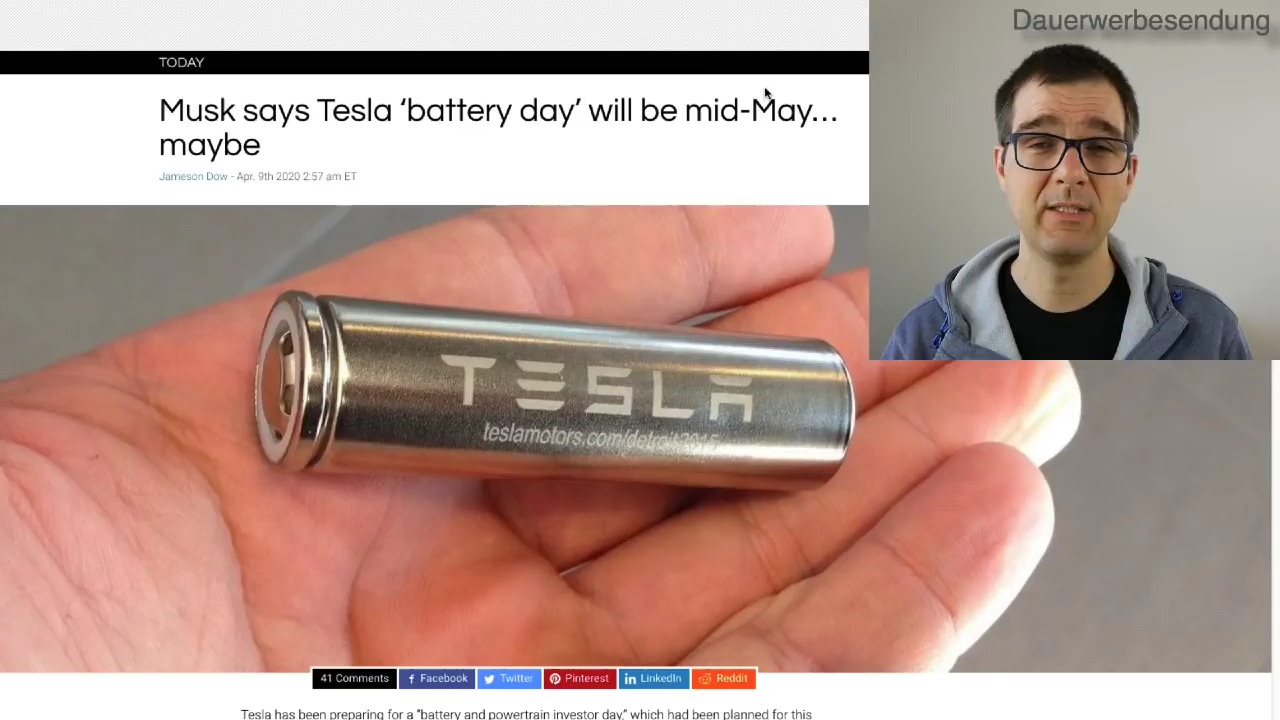 Dauerwerbesendung
TODAY
Musk says Tesla ‘battery day’ will be mid-May…
maybe
Jameson Dow - Apr. 9th 2020 2:57 am ET
TESLA
teslamotors.com/detroit2015
41 Comments
Facebook
Twitter
Pinterest
LinkedIn
Reddit
Tesla has been preparing for a “battery and powertrain investor day,” which had been planned for this